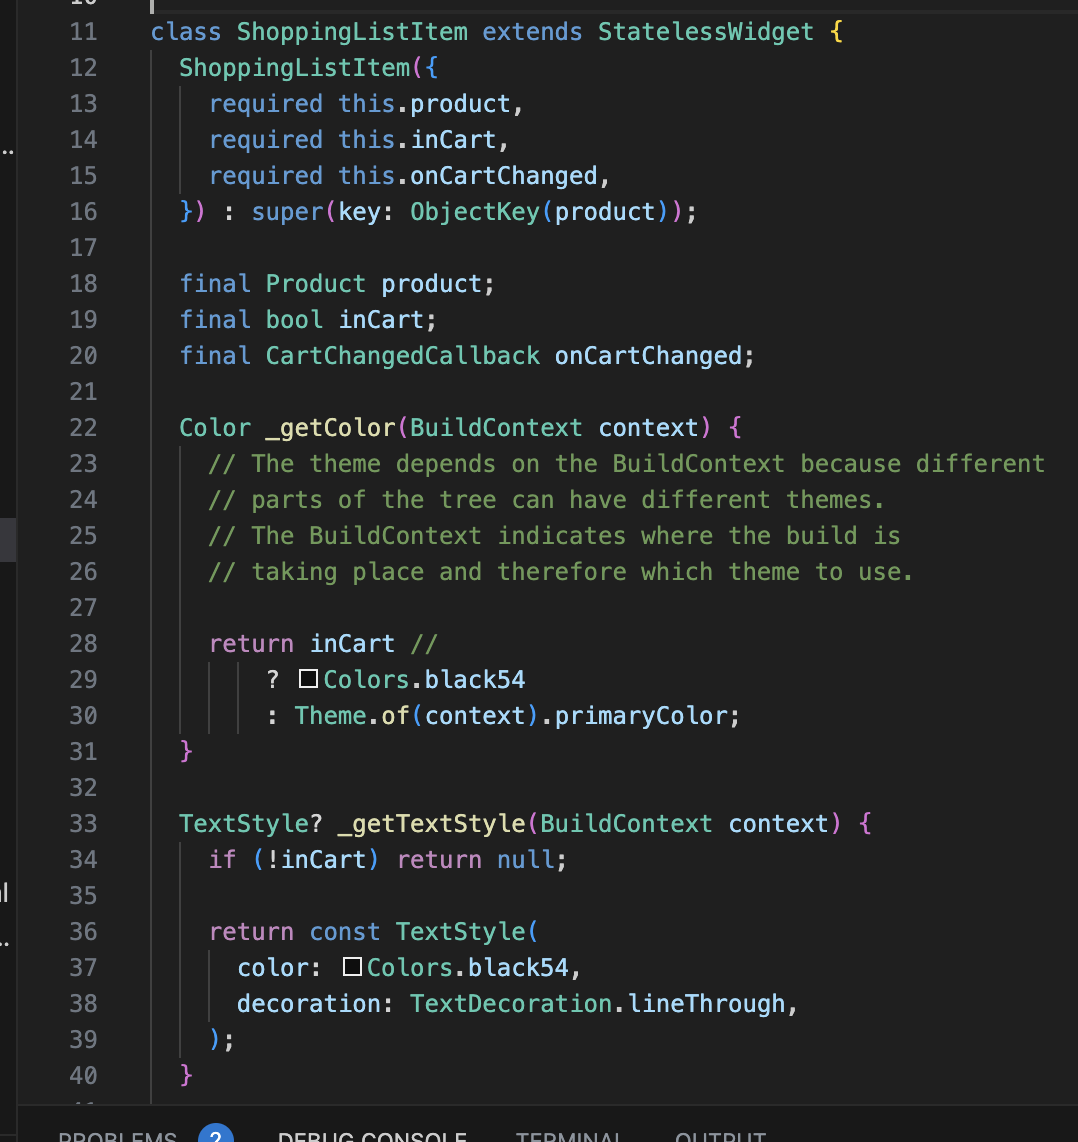 10
11 class ShoppingListItem extends StatelessWidget {
12   ShoppingListItem({
13     required this.product,
14     required this.inCart,
15     required this.onCartChanged,
16   }) : super(key: ObjectKey(product));
17
18   final Product product;
19   final bool inCart;
20   final CartChangedCallback onCartChanged;
21
22   Color _getColor(BuildContext context) {
23     // The theme depends on the BuildContext because different
24     // parts of the tree can have different themes.
25     // The BuildContext indicates where the build is
26     // taking place and therefore which theme to use.
27
28     return inCart //
29         ? Colors.black54
30         : Theme.of(context).primaryColor;
31   }
32
33   TextStyle? _getTextStyle(BuildContext context) {
34     if (!inCart) return null;
35
36     return const TextStyle(
37       color: Colors.black54,
38       decoration: TextDecoration.lineThrough,
39     );
40   }
41
PROBLEMS 2 DEBUG CONSOLE TERMINAL OUTPUT